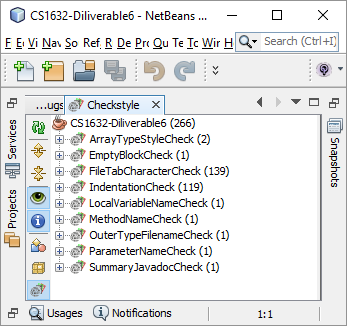 CS1632-Diliverable6 - NetBeans ...
F E Vi Na So Ref. R De Pro Qu Te To Wir H
Search (Ctrl+I)
...ugs
Checkstyle
CS1632-Diliverable6 (266)
ArrayTypeStyleCheck (2)
EmptyBlockCheck (1)
FileTabCharacterCheck (139)
IndentationCheck (119)
LocalVariableNameCheck (1)
MethodNameCheck (1)
OuterTypeFilenameCheck (1)
ParameterNameCheck (1)
SummaryJavadocCheck (1)
Services
Projects
Snapshots
Usages
Notifications
1:1